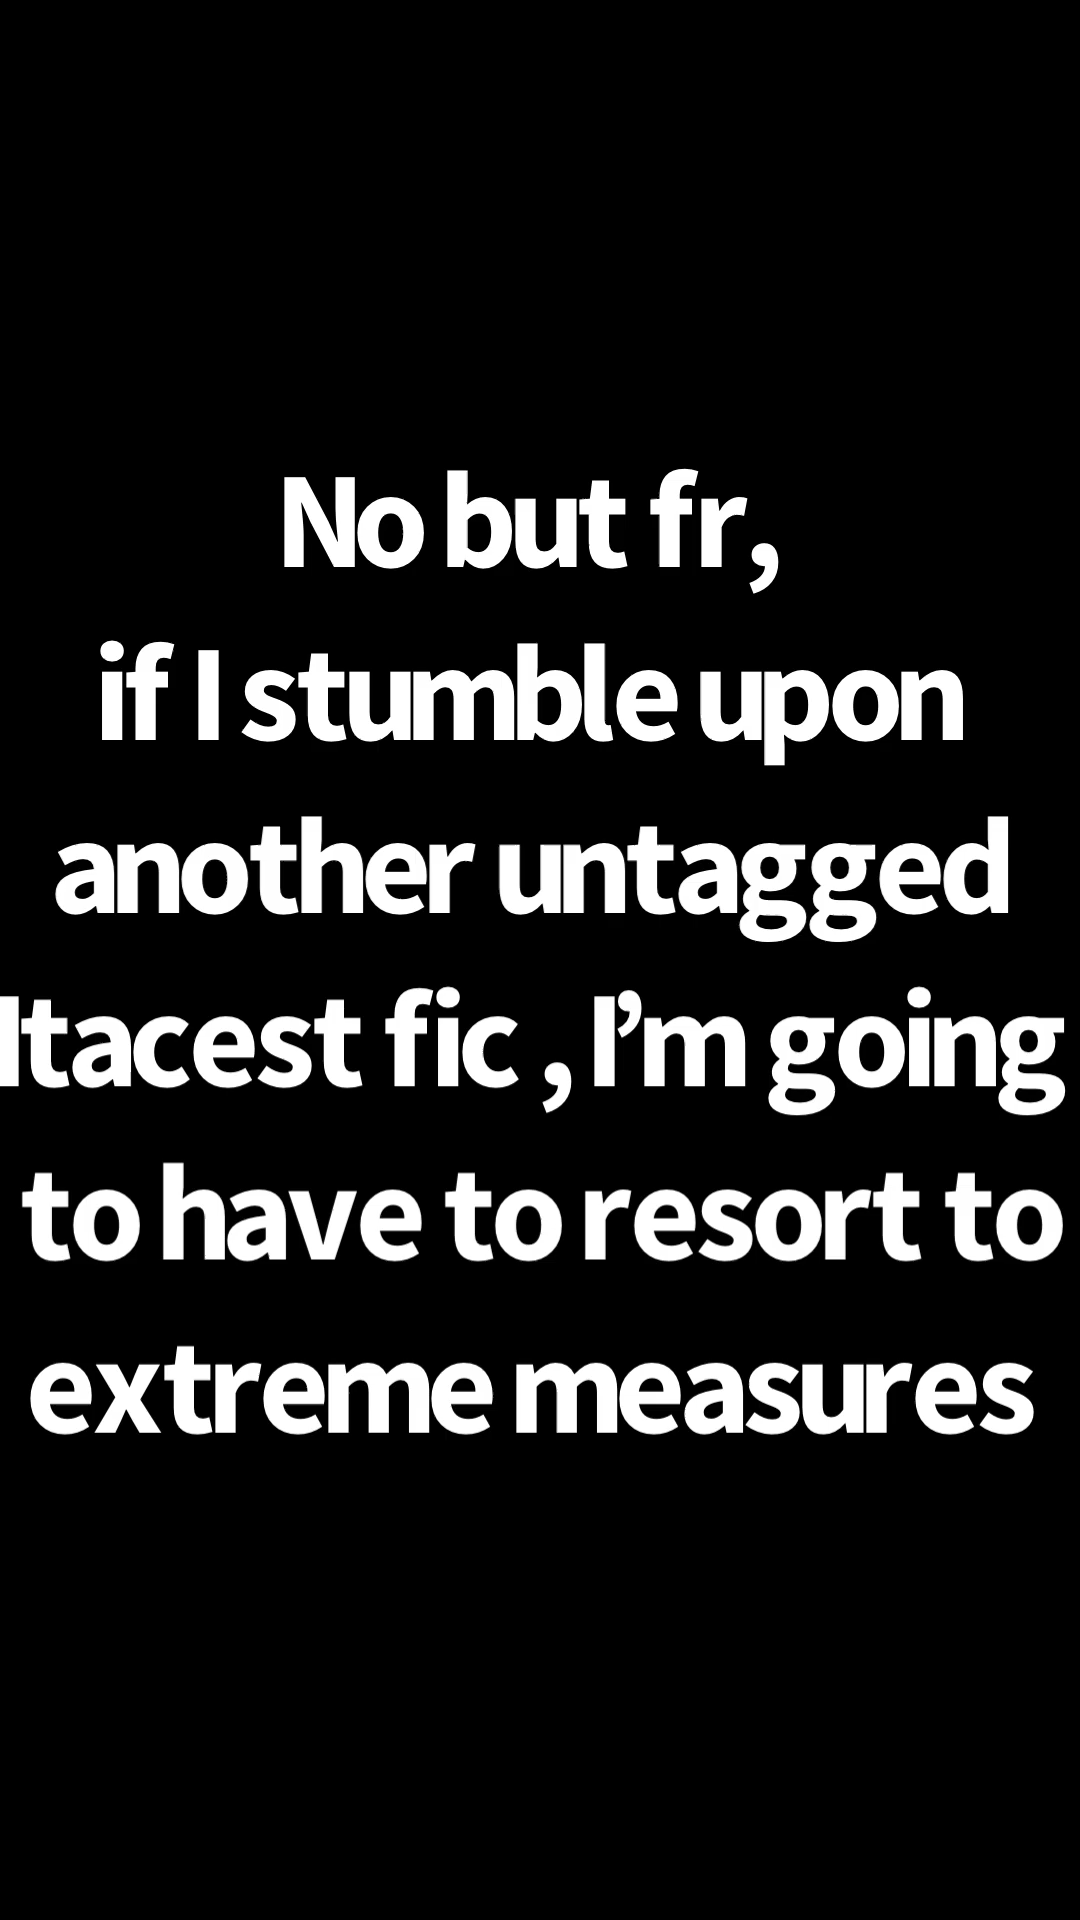 No but fr,
if I stumble upon
another untagged
Itacest fic , I’m going
to have to resort to
extreme measures